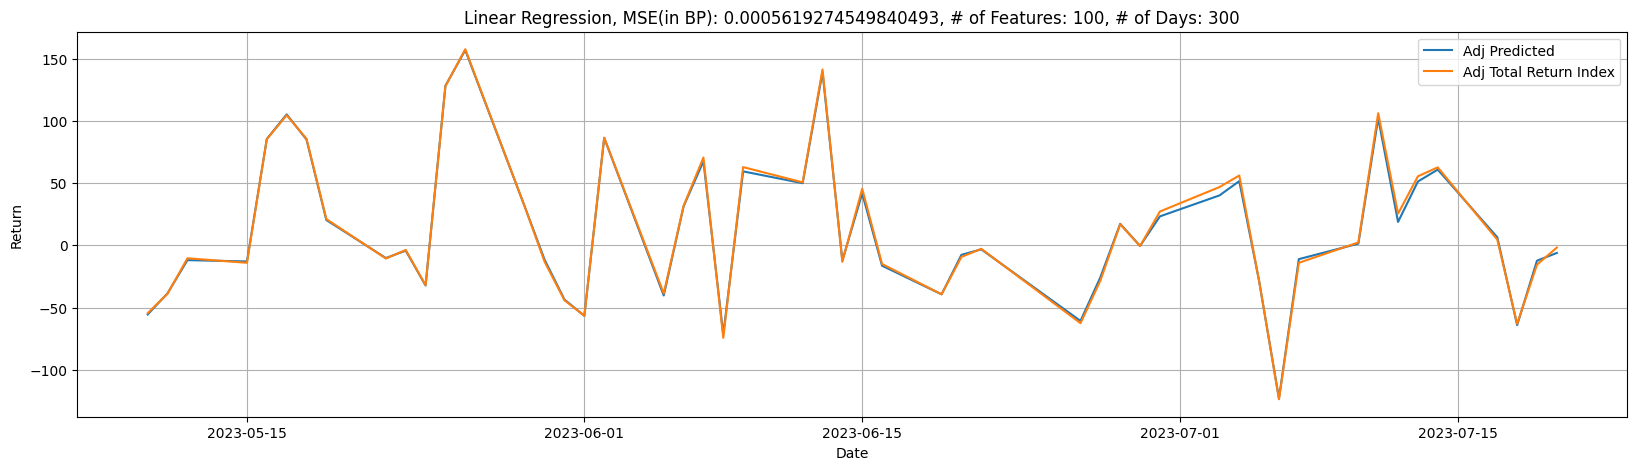 Linear Regression, MSE(in BP): 0.0005619274549840493, # of Features: 100, # of Days: 300
Adj Predicted
Adj Total Return Index
Return
150
100
50
0
−50
−100
2023-05-15
2023-06-01
2023-06-15
2023-07-01
2023-07-15
Date